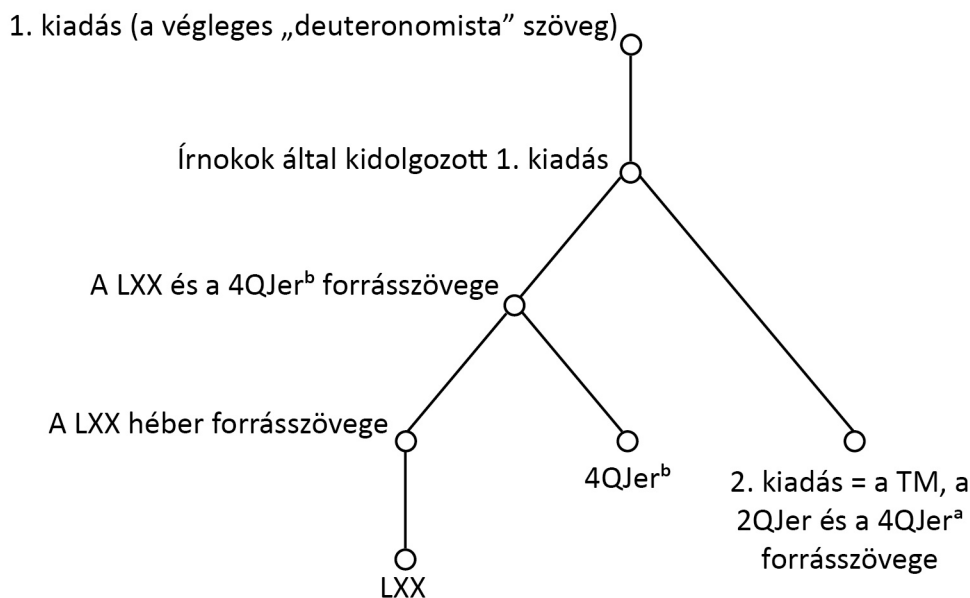 1. kiadás (a végleges „deuteronomista” szöveg)
Írnokok által kidolgozott 1. kiadás
A LXX és a 4QJerᵇ forrásszövege
A LXX héber forrásszövege
4QJerᵇ
2. kiadás = a TM, a
2QJer és a 4QJerᵃ
forrásszövege
LXX